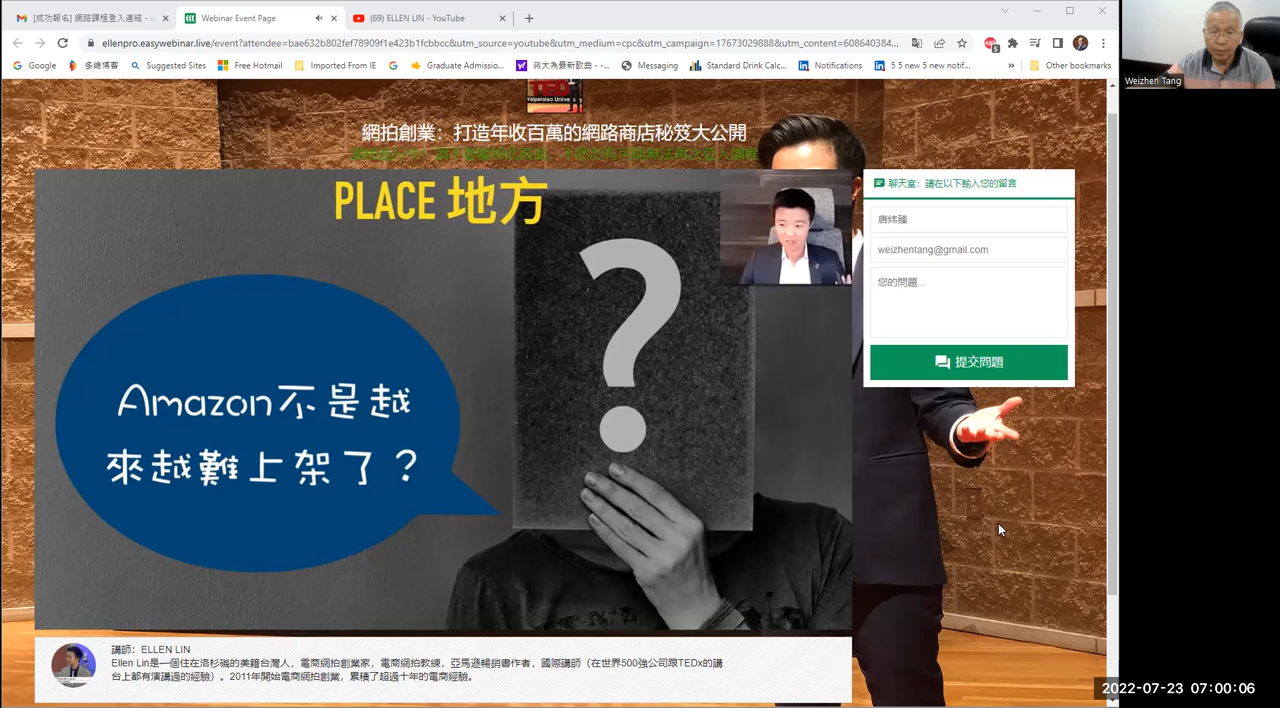 [成功報名] 網路課程登入連結 - w
Webinar Event Page
(69) ELLEN LIN - YouTube
ellenpro.easywebinar.live/event?attendee=bae632b802fef78909f1e423b1fcbbcc&utm_source=youtube&utm_medium=cpc&utm_campaign=17673029888&utm_content=608640384...
Google
多維博客
Suggested Sites
Free Hotmail
Imported From IE
Graduate Admissio...
蔣太為最新歌曲 - -...
Messaging
Standard Drink Calc...
Notifications
5 5 new 5 new notif...
»
Other bookmarks
Weizhen Tang
Valparaiso Unive
網拍創業：打造年收百萬的網路商店秘笈大公開
PLACE 地方
Amazon不是越
來越難上架了？
聊天室：請在以下輸入您的留言
唐炜臻
weizhentang@gmail.com
您的問題...
提交問題
講師：ELLEN LIN
Ellen Lin是一個住在洛杉磯的美籍台灣人，電商網拍創業家，電商網拍教練，亞馬遜暢銷書作者，國際講師（在世界500強公司跟TEDx的講
台上都有演講過的經驗）。2011年開始電商網拍創業，累積了超過十年的電商經驗。
2022-07-23 07:00:06